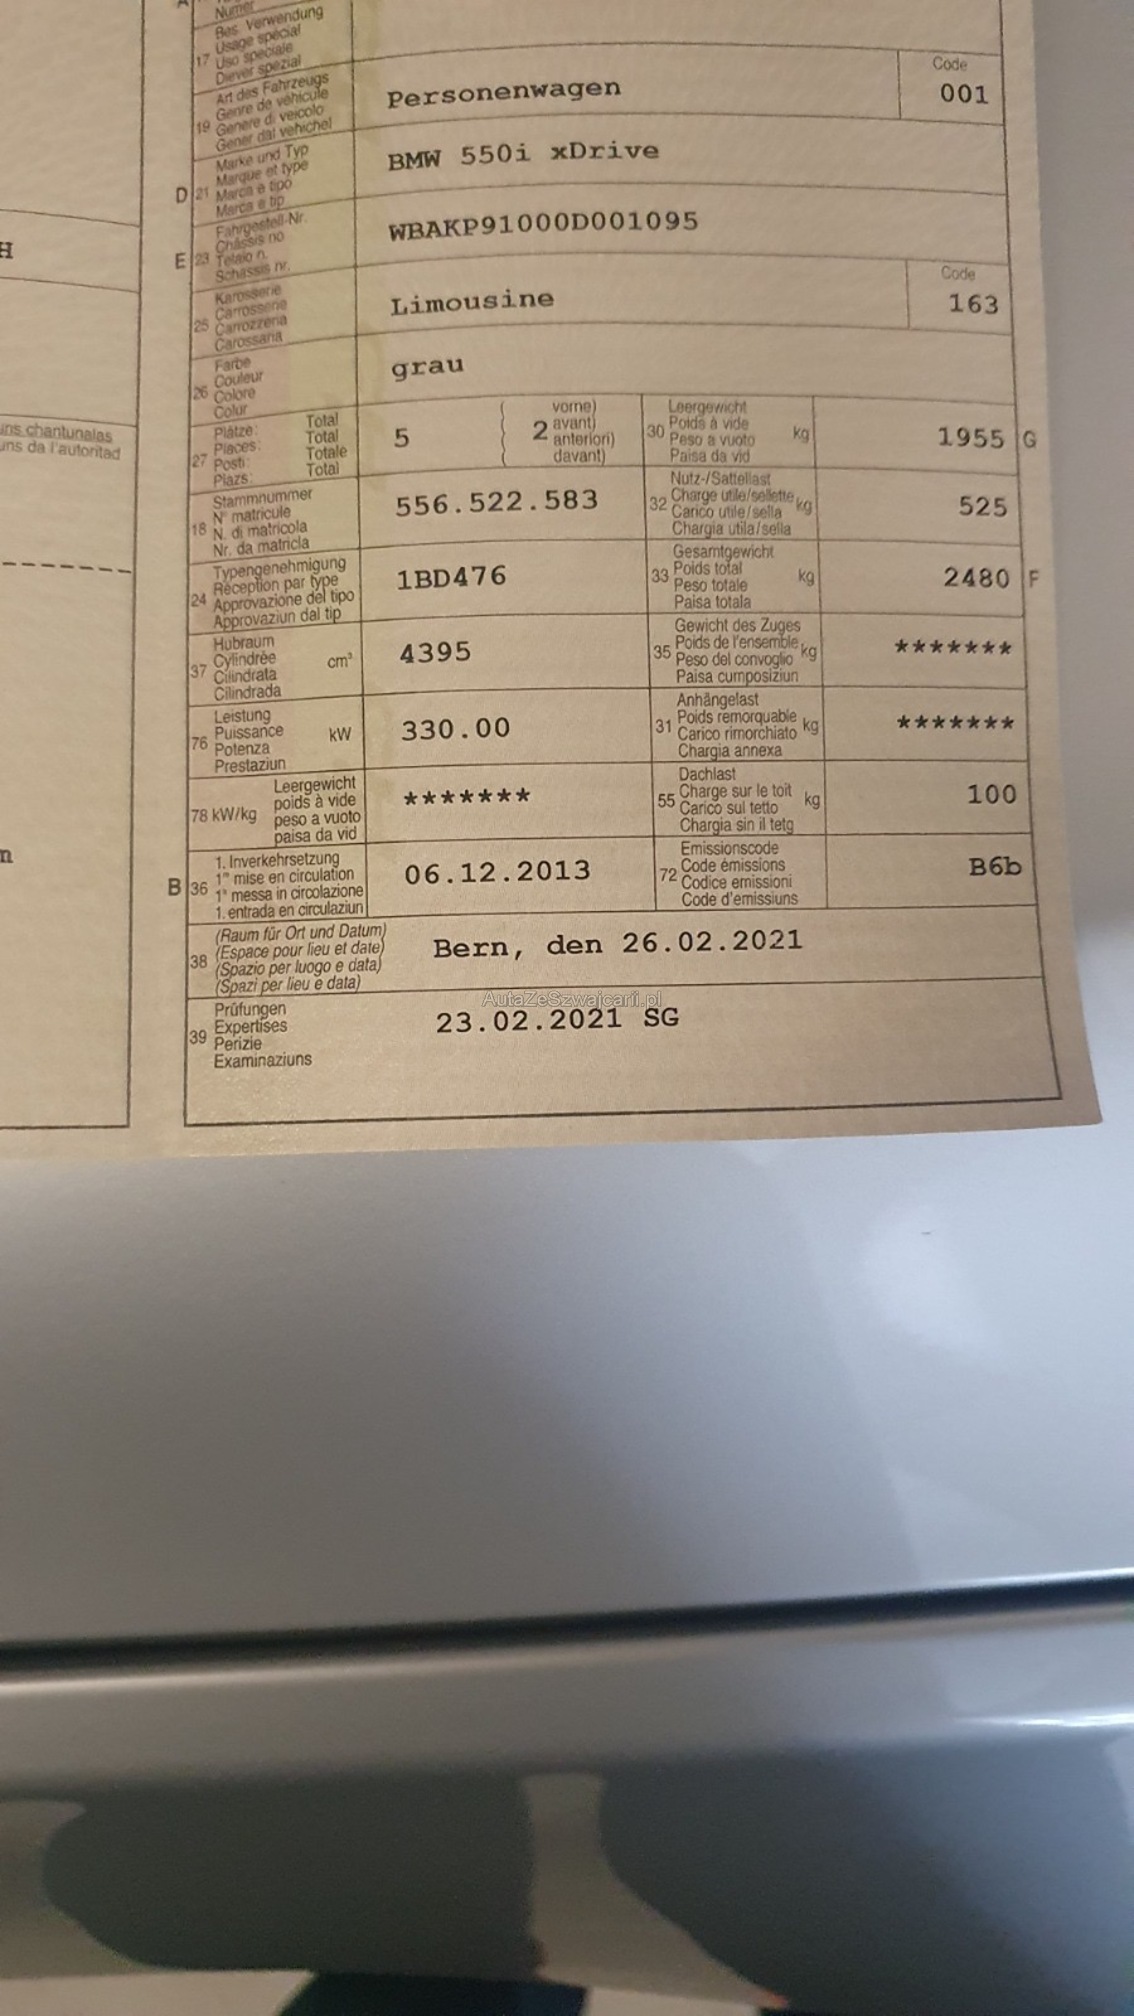 A
Numer
Bes. Verwendung
17 Usage spécial
Uso speciale
Diever spezial
Art des Fahrzeugs
Genre de véhicule
19 Genere di veicolo
Gener dal vehichel
Personenwagen
Code
001
Marke und Typ
Marque et type
D 21 Marca e tipo
Marca e tip
BMW 550i xDrive
Fahrgestell-Nr.
Châssis no
E 23 Telaio n.
Schassis nr.
WBAKP91000D001095
Karosserie
Carrosserie
25 Carrozzeria
Carossaria
Limousine
Code
163
Farbe
Couleur
26 Colore
Colur
grau
Plätze: Total
Places: Total
27 Posti: Totale
Plazs: Total
5
( vorne)
( 2 avant)
( anteriori)
( davant)
Leergewicht
30 Poids à vide kg
Peso a vuoto
Paisa da vid
1955 G
Stammnummer
N° matricule
18 N. di matricola
Nr. da matricla
556.522.583
Nutz-/Sattellast
32 Charge utile/sellette kg
Carico utile/sella
Chargia utila/sella
525
Typengenehmigung
Réception par type
24 Approvazione del tipo
Approvaziun dal tip
1BD476
Gesamtgewicht
33 Poids total kg
Peso totale
Paisa totala
2480 F
Hubraum
37 Cylindrée cm³
Cilindrata
Cilindrada
4395
Gewicht des Zuges
35 Poids de l'ensemble kg
Peso del convoglio
Paisa cumposiziun
*******
Leistung
76 Puissance kW
Potenza
Prestaziun
330.00
Anhängelast
31 Poids remorquable kg
Carico rimorchiato
Chargia annexa
*******
Leergewicht
78 kW/kg poids à vide
peso a vuoto
paisa da vid
*******
Dachlast
55 Charge sur le toit kg
Carico sul tetto
Chargia sin il tetg
100
1. Inverkehrsetzung
B 36 1re mise en circulation
1a messa in circolazione
1. entrada en circulaziun
06.12.2013
Emissionscode
72 Code émissions
Codice emissioni
Code d'emissiuns
B6b
(Raum für Ort und Datum)
38 (Espace pour lieu et date)
(Spazio per luogo e data)
(Spazi per lieu e data)
Bern, den 26.02.2021
AutaZeSzwajcarii.pl
Prüfungen
39 Expertises
Perizie
Examinaziuns
23.02.2021 SG
H
uns chantunalas
uns da l'autoritad
n